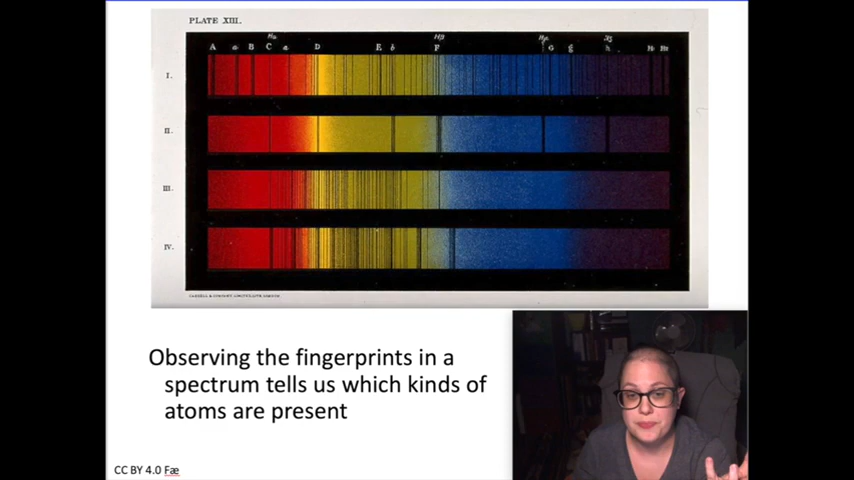 PLATE XIII.
A a B C a D E b F G g h
I.
II.
III.
IV.
Observing the fingerprints in a
spectrum tells us which kinds of
atoms are present
CC BY 4.0 Fæ